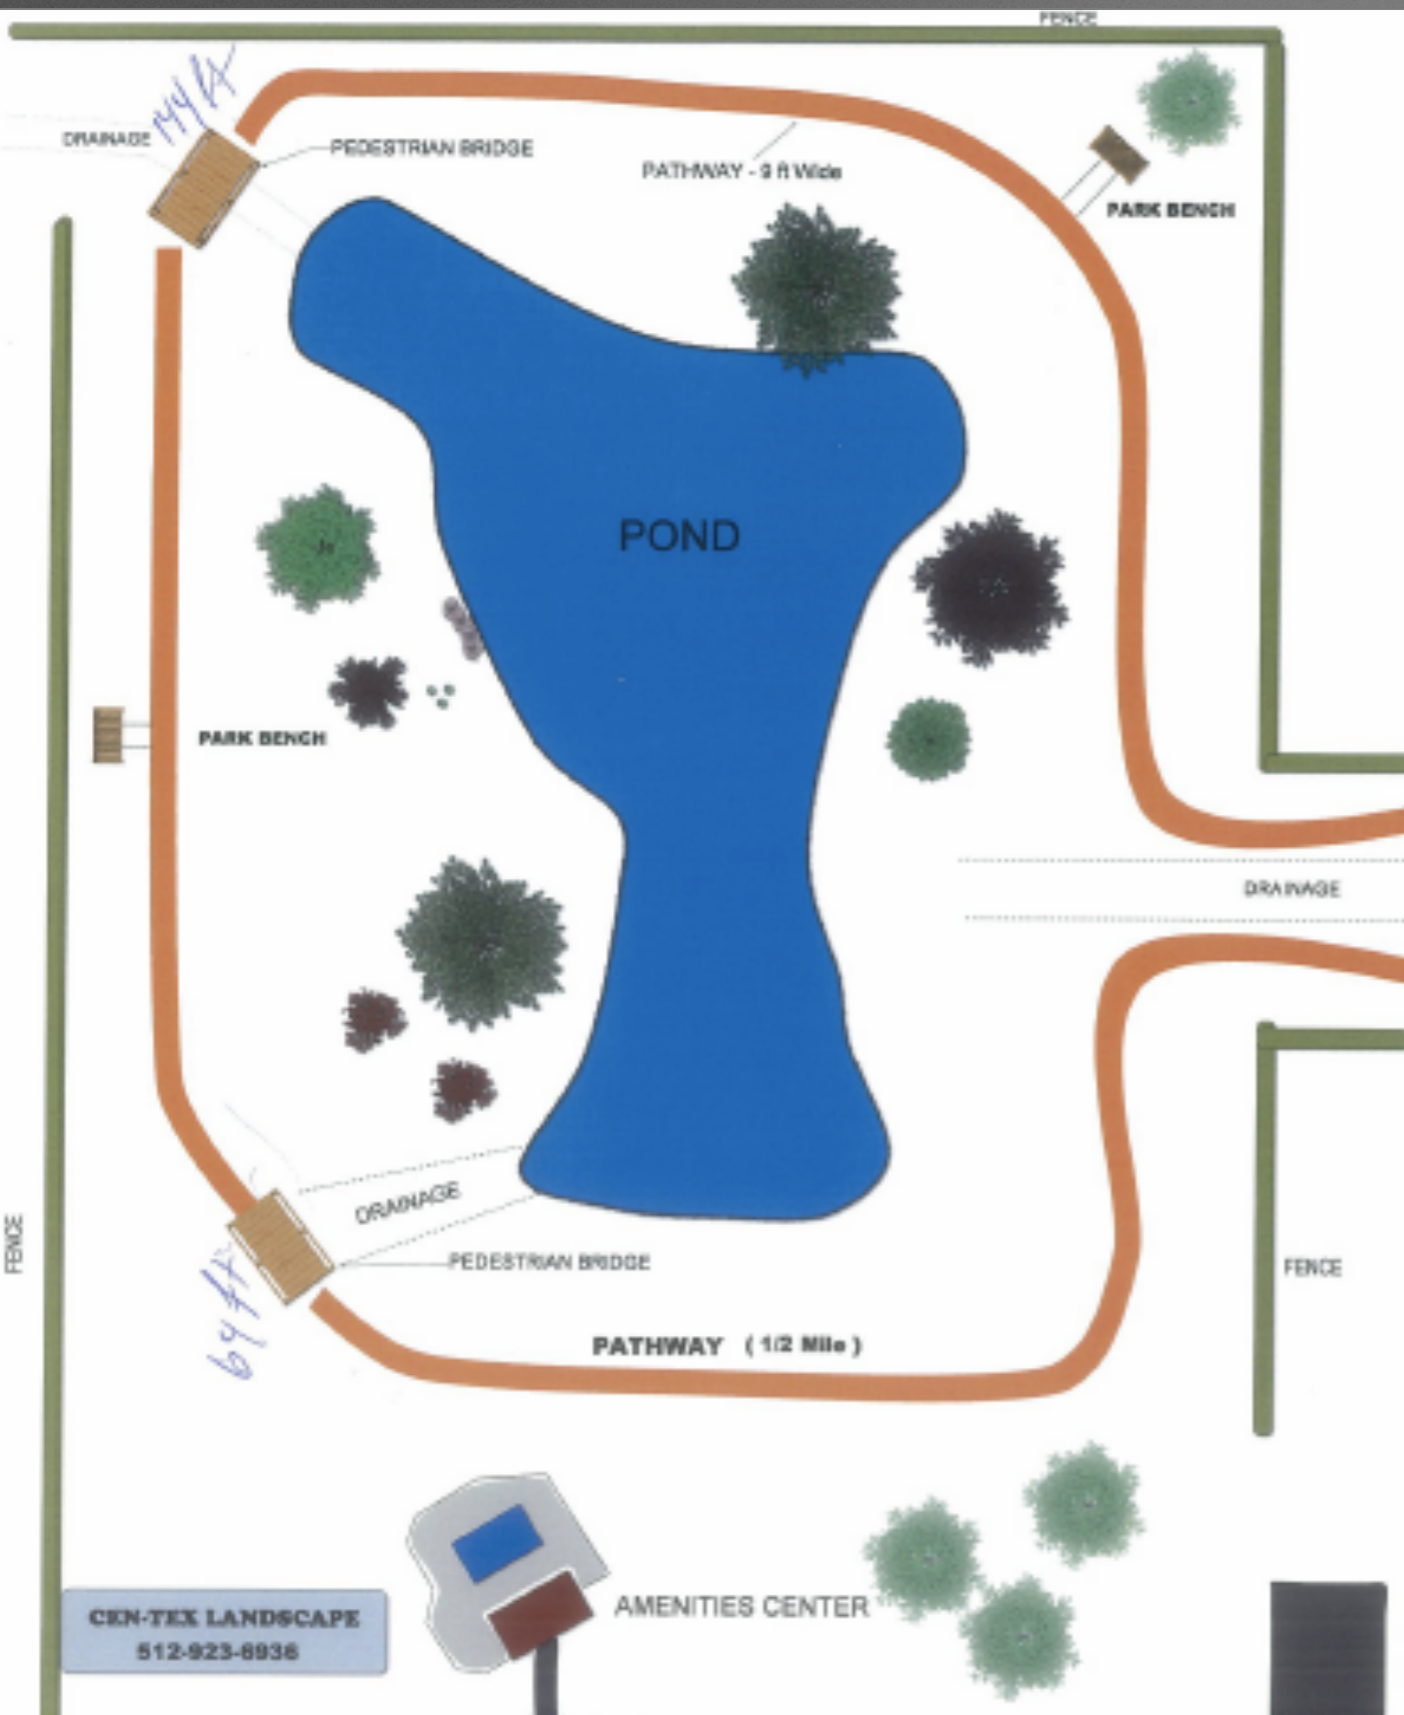 FENCE
144 ft
DRAINAGE
PEDESTRIAN BRIDGE
PATHWAY - 9 ft Wide
PARK BENCH
POND
PARK BENCH
DRAINAGE
DRAINAGE
FENCE
PEDESTRIAN BRIDGE
FENCE
64 ft
PATHWAY ( 1/2 Mile )
AMENITIES CENTER
CEN-TEX LANDSCAPE
512-923-6936